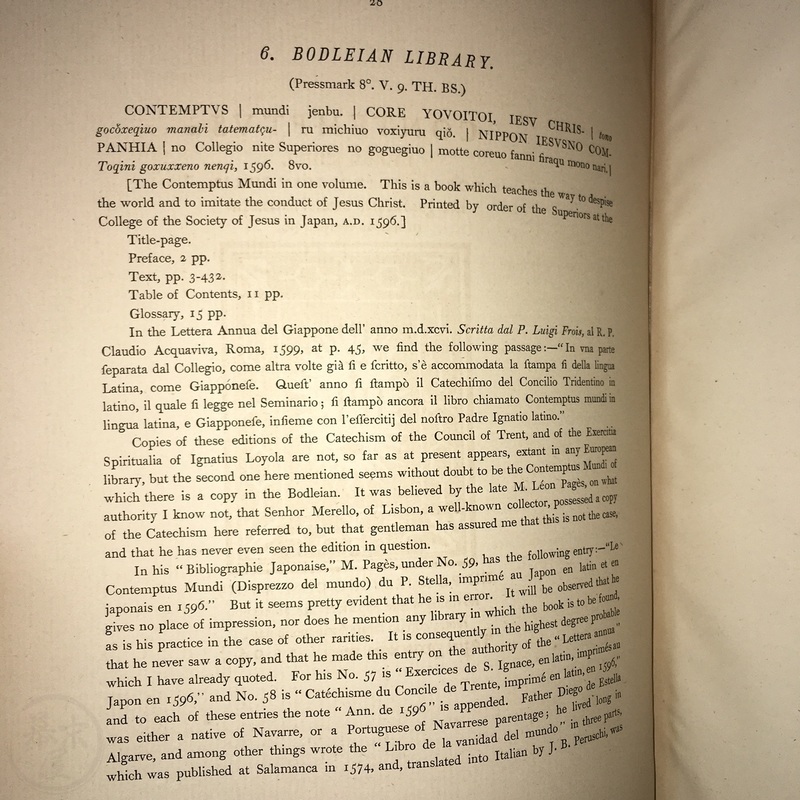 28
6. BODLEIAN LIBRARY.
(Pressmark 8°. V. 9. TH. BS.)
CONTEMPTVS | mundi jenbu. | CORE YOVOITOI, IESV CHRIS- | tono
gocŏxeqiuo manabi tatematçu- | ru michiuo voxiyuru qiŏ. | NIPPON IESVSNO COM-
PANHIA | no Collegio nite Superiores no goguegiuo | motte coreuo fanni firaqu mono nari. |
Toqini goxuxxeno nenqi, 1596. 8vo.
[The Contemptus Mundi in one volume. This is a book which teaches the way to despise
the world and to imitate the conduct of Jesus Christ. Printed by order of the Superiors at the
College of the Society of Jesus in Japan, A.D. 1596.]
Title-page.
Preface, 2 pp.
Text, pp. 3-432.
Table of Contents, 11 pp.
Glossary, 15 pp.
In the Lettera Annua del Giappone dell' anno m.d.xcvi. Scritta dal P. Luigi Frois, al R. P.
Claudio Acquaviva, Roma, 1599, at p. 45, we find the following passage:—"In vna parte
ſeparata dal Collegio, come altra volte già ſi e ſcritto, s'è accommodata la ſtampa ſi della lingua
Latina, come Giapponeſe. Queſt' anno ſi ſtampò il Catechiſmo del Concilio Tridentino in
latino, il quale ſi legge nel Seminario; ſi ſtampò ancora il libro chiamato Contemptus mundi in
lingua latina, e Giapponeſe, inſieme con l'eſſercitij del noſtro Padre Ignatio latino."
Copies of these editions of the Catechism of the Council of Trent, and of the Exercitia
Spiritualia of Ignatius Loyola are not, so far as at present appears, extant in any European
library, but the second one here mentioned seems without doubt to be the Contemptus Mundi of
which there is a copy in the Bodleian. It was believed by the late M. Léon Pagès, on what
authority I know not, that Senhor Merello, of Lisbon, a well-known collector, possessed a copy
of the Catechism here referred to, but that gentleman has assured me that this is not the case,
and that he has never even seen the edition in question.
In his "Bibliographie Japonaise," M. Pagès, under No. 59, has the following entry:—"Le
Contemptus Mundi (Disprezzo del mondo) du P. Stella, imprimé au Japon en latin et en
japonais en 1596." But it seems pretty evident that he is in error. It will be observed that he
gives no place of impression, nor does he mention any library in which the book is to be found,
as is his practice in the case of other rarities. It is consequently in the highest degree probable
that he never saw a copy, and that he made this entry on the authority of the "Lettera annua"
which I have already quoted. For his No. 57 is "Exercices de S. Ignace, en latin, imprimés au
Japon en 1596," and No. 58 is "Catéchisme du Concile de Trente, imprimé en latin, en 1596,"
and to each of these entries the note "Ann. de 1596" is appended. Father Diego de Estella
was either a native of Navarre, or a Portuguese of Navarrese parentage; he lived long in
Algarve, and among other things wrote the "Libro de la vanidad del mundo" in three parts,
which was published at Salamanca in 1574, and, translated into Italian by J. B. Peruschi, was